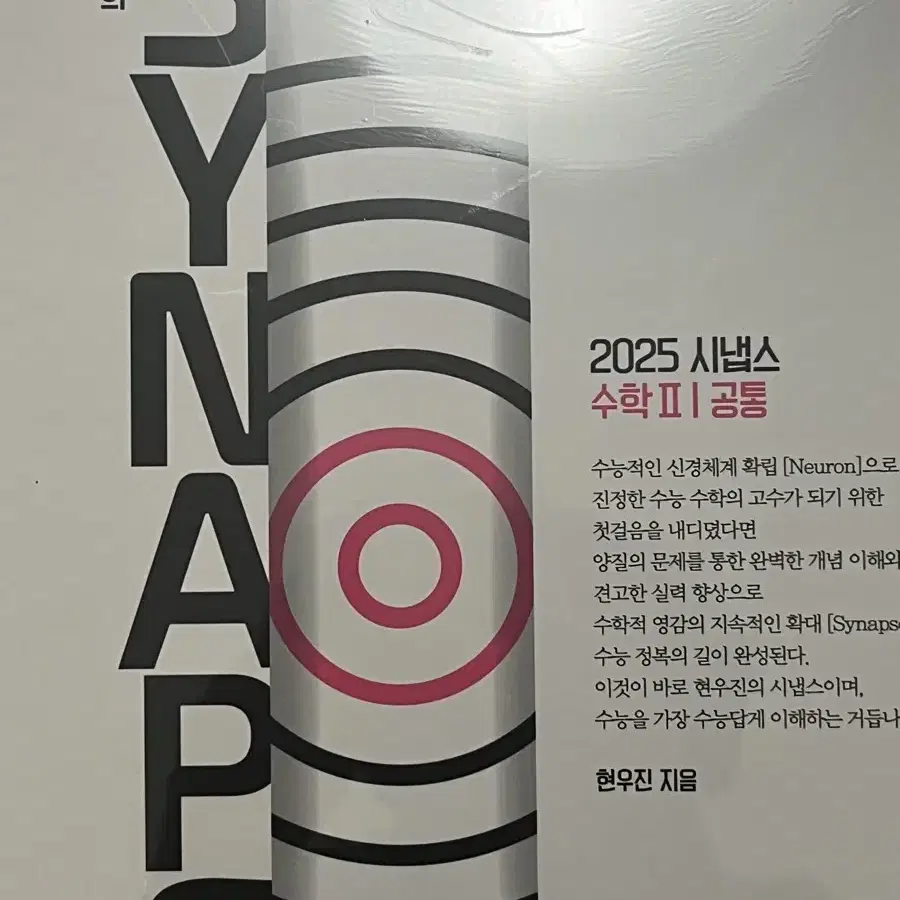 의
SYNAPS
2025 시냅스
수학 II | 공통
수능적인 신경체계 확립 [Neuron]으로
진정한 수능 수학의 고수가 되기 위한
첫걸음을 내디뎠다면
양질의 문제를 통한 완벽한 개념 이해와
견고한 실력 향상으로
수학적 영감의 지속적인 확대 [Synapse
수능 정복의 길이 완성된다.
이것이 바로 현우진의 시냅스이며,
수능을 가장 수능답게 이해하는 거듭나
현우진 지음